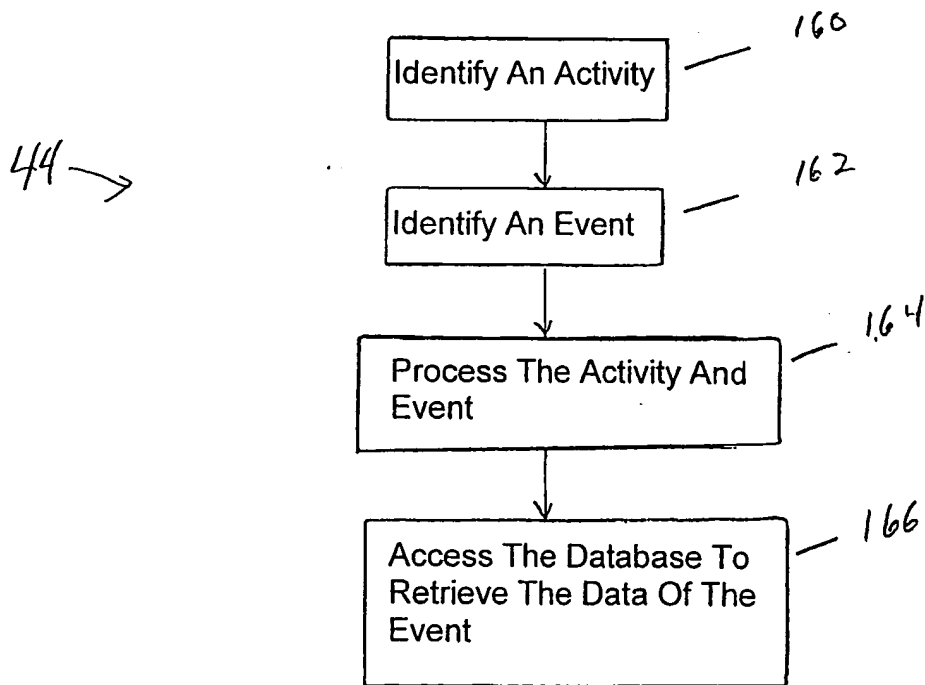 160
Identify An Activity
44
162
Identify An Event
164
Process The Activity And
Event
166
Access The Database To
Retrieve The Data Of The
Event